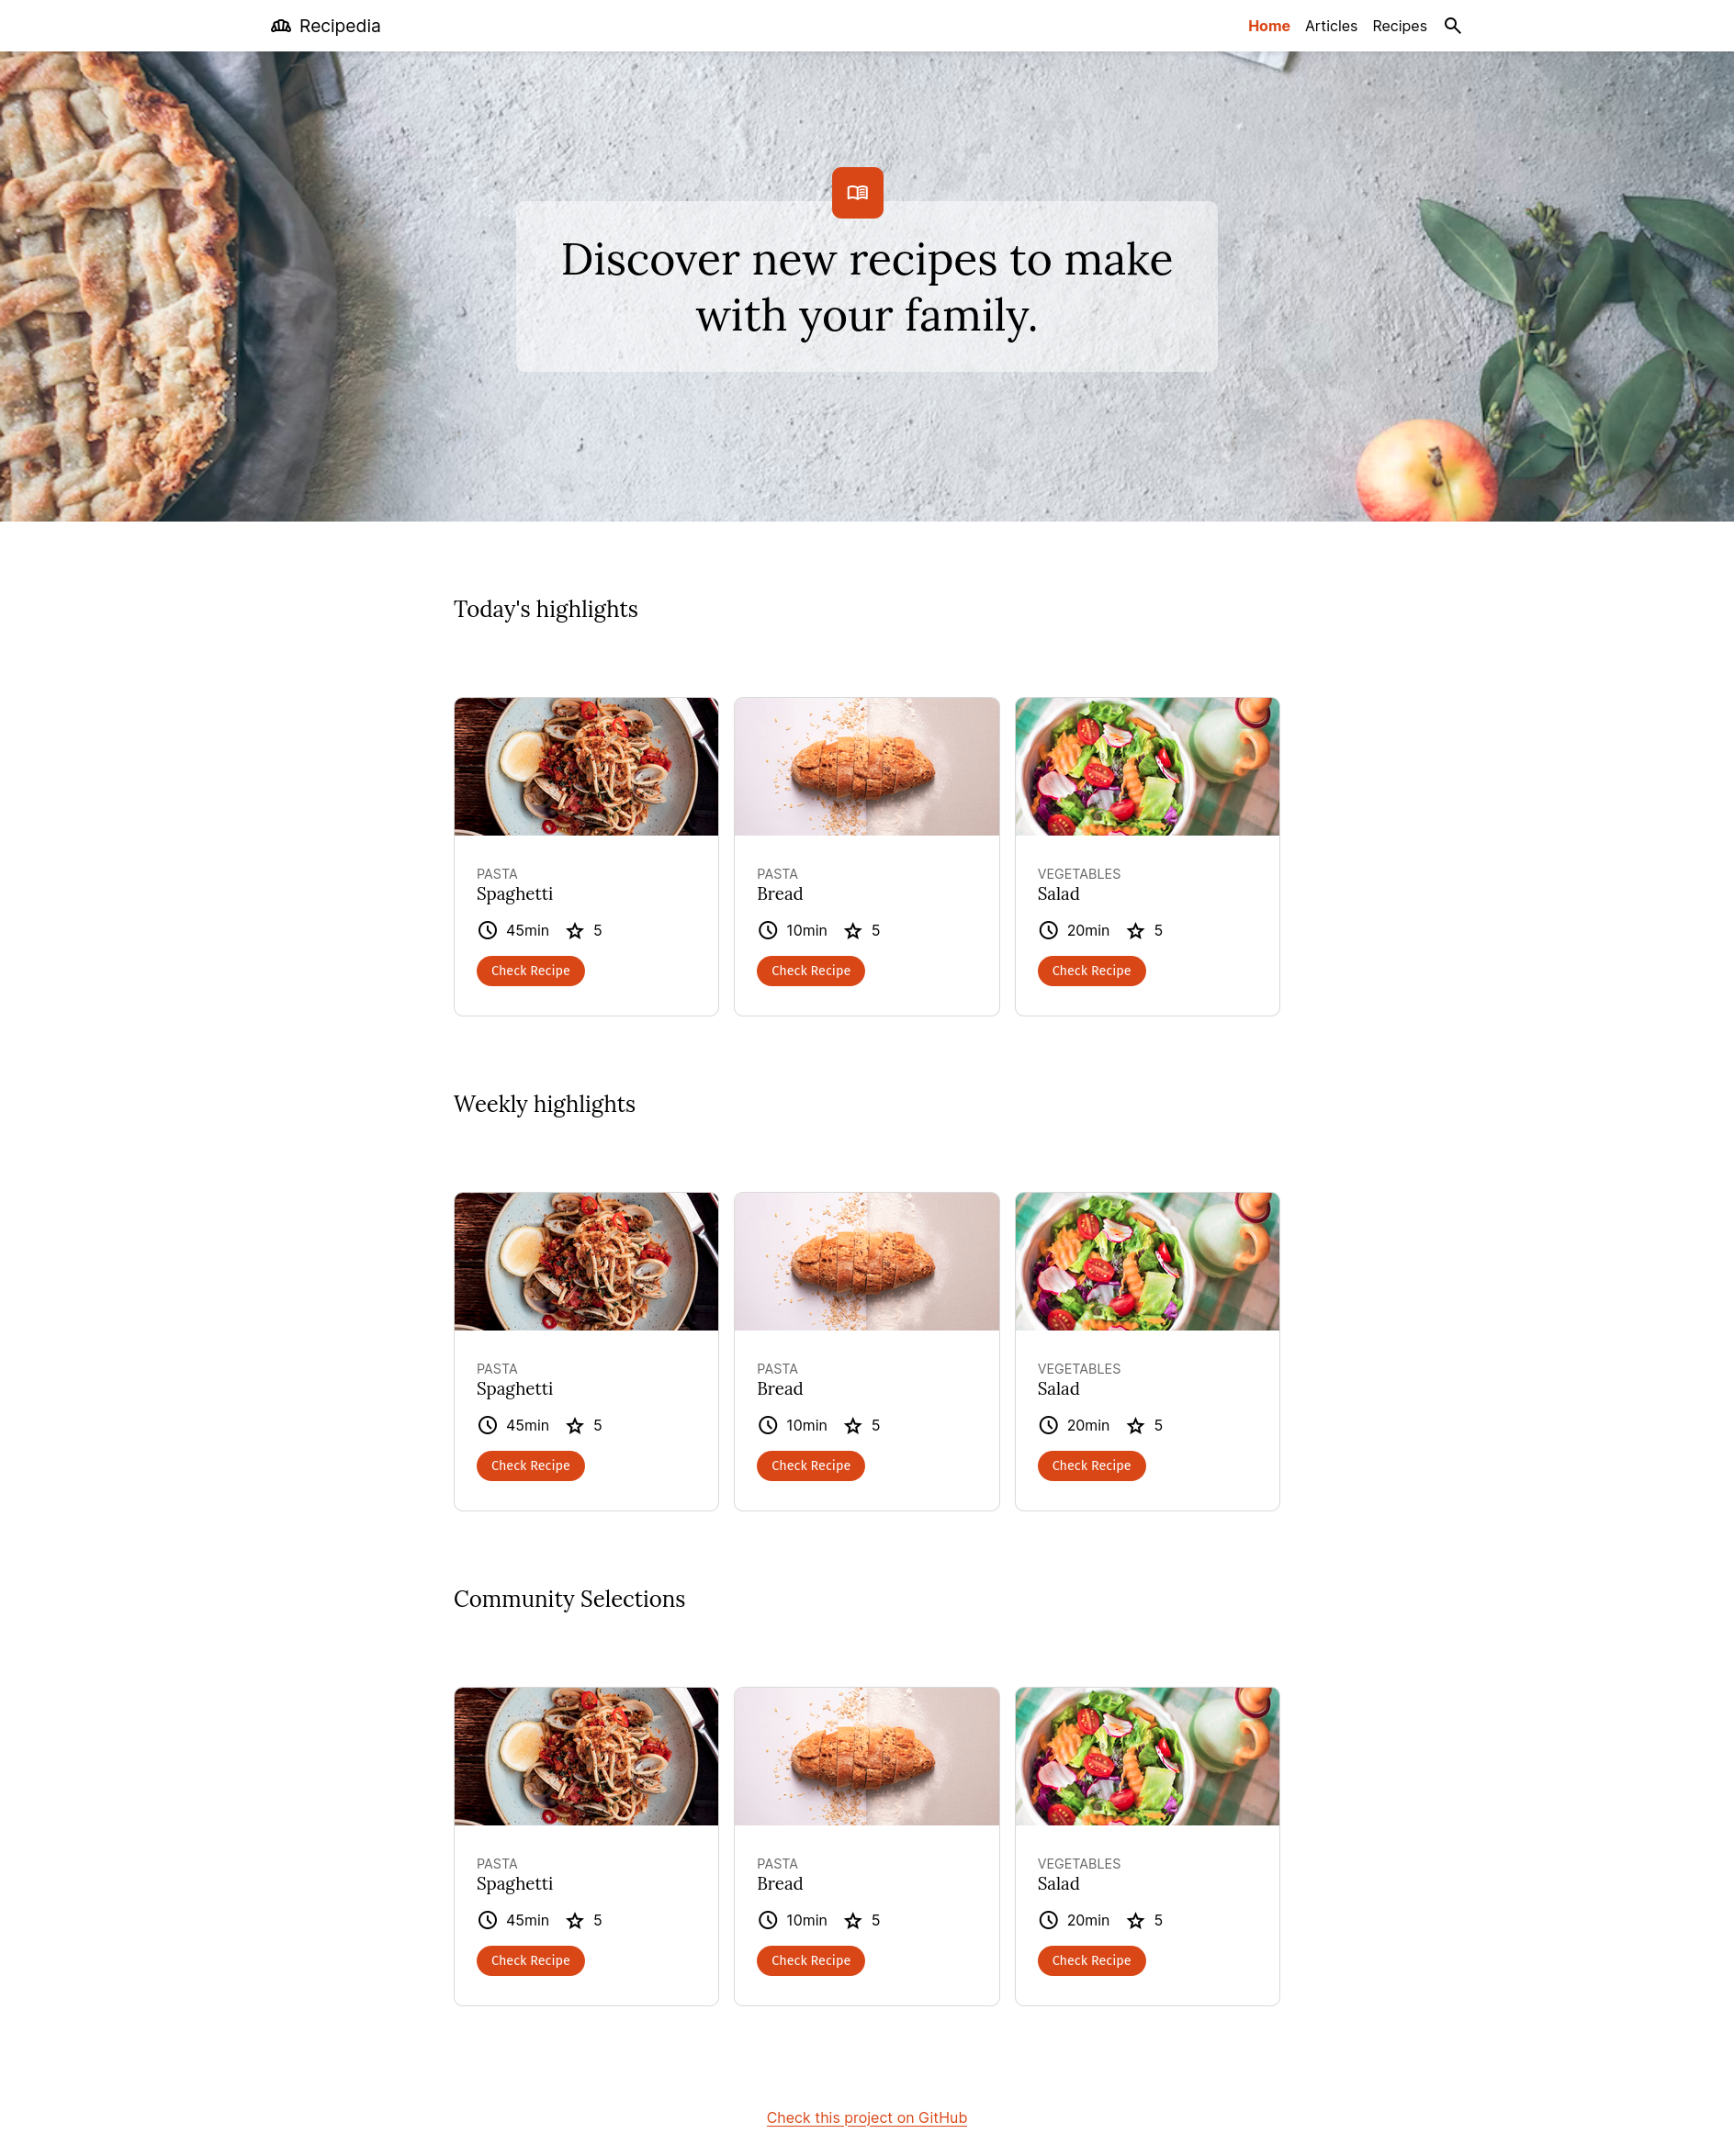 Recipedia
Home Articles Recipes
Discover new recipes to make
with your family.
Today's highlights
PASTA
Spaghetti
45min 5
Check Recipe
PASTA
Bread
10min 5
Check Recipe
VEGETABLES
Salad
20min 5
Check Recipe
Weekly highlights
PASTA
Spaghetti
45min 5
Check Recipe
PASTA
Bread
10min 5
Check Recipe
VEGETABLES
Salad
20min 5
Check Recipe
Community Selections
PASTA
Spaghetti
45min 5
Check Recipe
PASTA
Bread
10min 5
Check Recipe
VEGETABLES
Salad
20min 5
Check Recipe
Check this project on GitHub